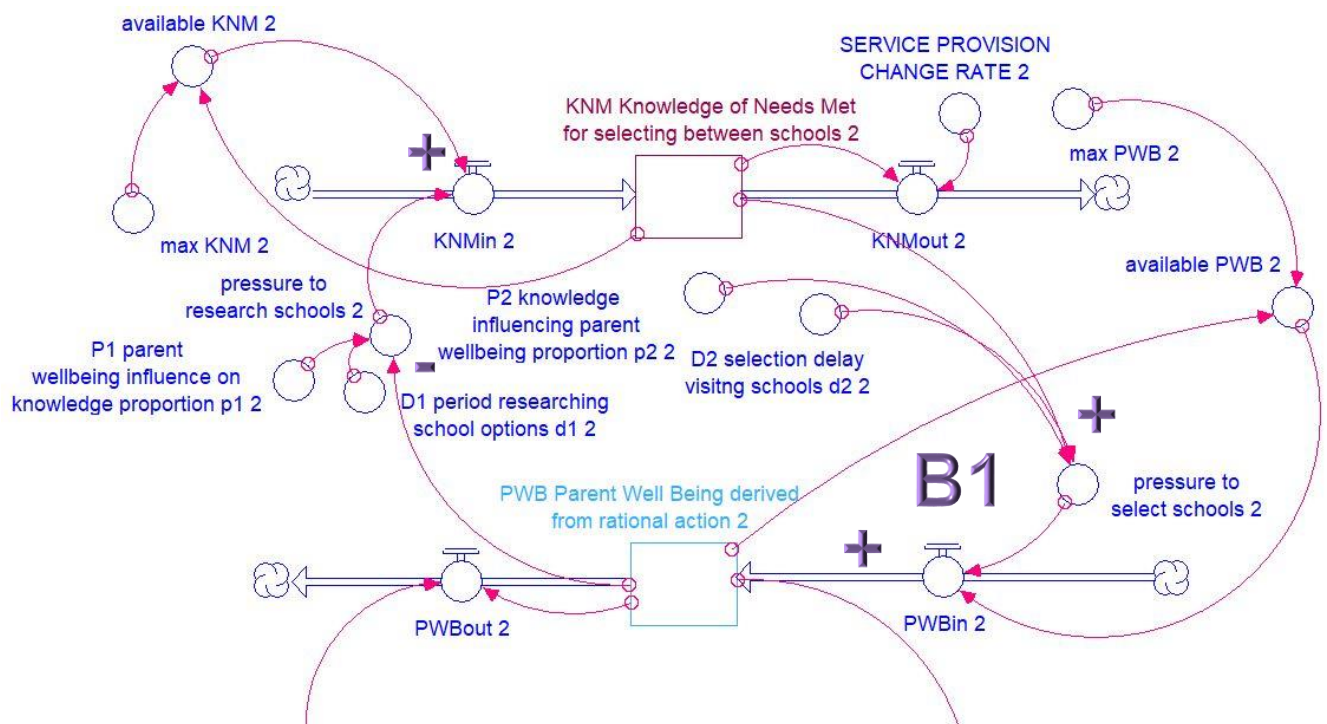 available KNM 2
SERVICE PROVISION
CHANGE RATE 2
KNM Knowledge of Needs Met
for selecting between schools 2
+
max PWB 2
max KNM 2
KNMin 2
KNMout 2
available PWB 2
pressure to
research schools 2
P2 knowledge
influencing parent
wellbeing proportion p2 2
P1 parent
wellbeing influence on
knowledge proportion p1 2
-
D2 selection delay
visitng schools d2 2
D1 period researching
school options d1 2
+
B1
PWB Parent Well Being derived
from rational action 2
pressure to
select schools 2
+
PWBout 2
PWBin 2